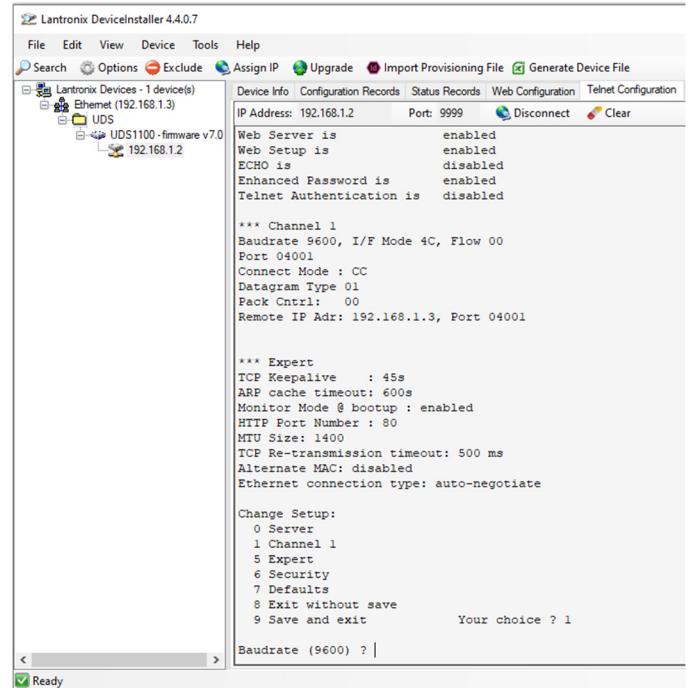 Lantronix DeviceInstaller 4.4.0.7
File Edit View Device Tools Help
Search Options Exclude Assign IP Upgrade Import Provisioning File Generate Device File
Lantronix Devices - 1 device(s)
Ethernet (192.168.1.3)
UDS
UDS1100 - firmware v7.0
192.168.1.2
Device Info Configuration Records Status Records Web Configuration Telnet Configuration
IP Address: 192.168.1.2 Port: 9999 Disconnect Clear
Web Server is enabled
Web Setup is enabled
ECHO is disabled
Enhanced Password is enabled
Telnet Authentication is disabled
*** Channel 1
Baudrate 9600, I/F Mode 4C, Flow 00
Port 04001
Connect Mode : CC
Datagram Type 01
Pack Cntrl: 00
Remote IP Adr: 192.168.1.3, Port 04001
*** Expert
TCP Keepalive : 45s
ARP cache timeout: 600s
Monitor Mode @ bootup : enabled
HTTP Port Number : 80
MTU Size: 1400
TCP Re-transmission timeout: 500 ms
Alternate MAC: disabled
Ethernet connection type: auto-negotiate
Change Setup:
0 Server
1 Channel 1
5 Expert
6 Security
7 Defaults
8 Exit without save
9 Save and exit Your choice ? 1
Baudrate (9600) ?
Ready